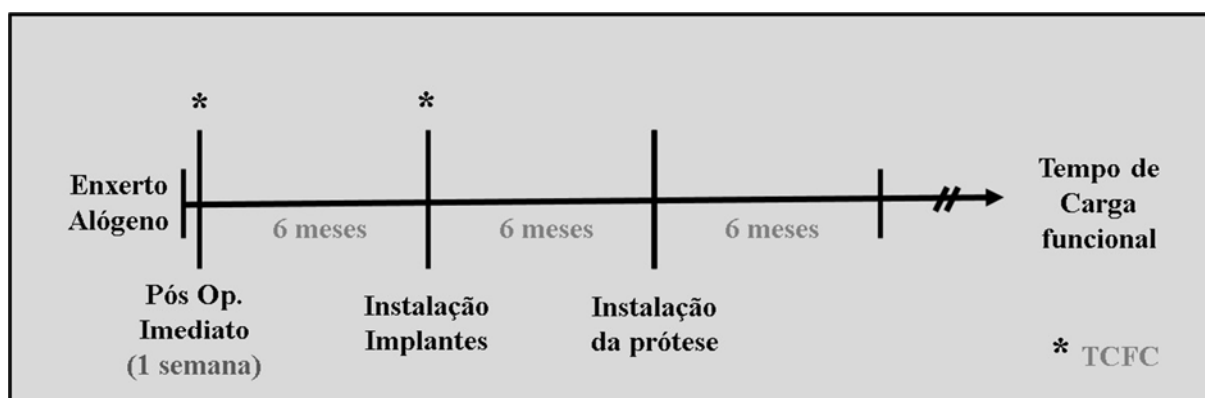 *
*
Enxerto
Alógeno
6 meses
6 meses
6 meses
Tempo de
Carga
funcional
Pós Op.
Imediato
(1 semana)
Instalação
Implantes
Instalação
da prótese
* TCFC